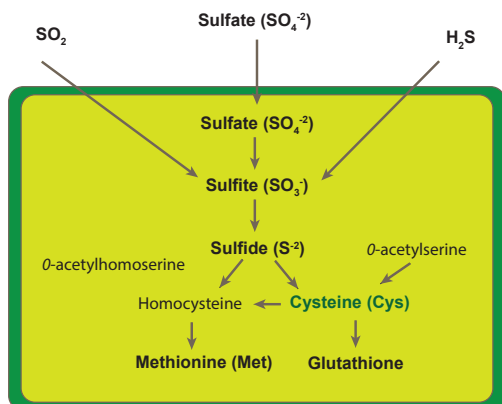 Sulfate (SO₄⁻²)
SO₂
H₂S
Sulfate (SO₄⁻²)
Sulfite (SO₃⁻)
Sulfide (S⁻²)
O-acetylserine
O-acetylhomoserine
Homocysteine
Cysteine (Cys)
Methionine (Met)
Glutathione